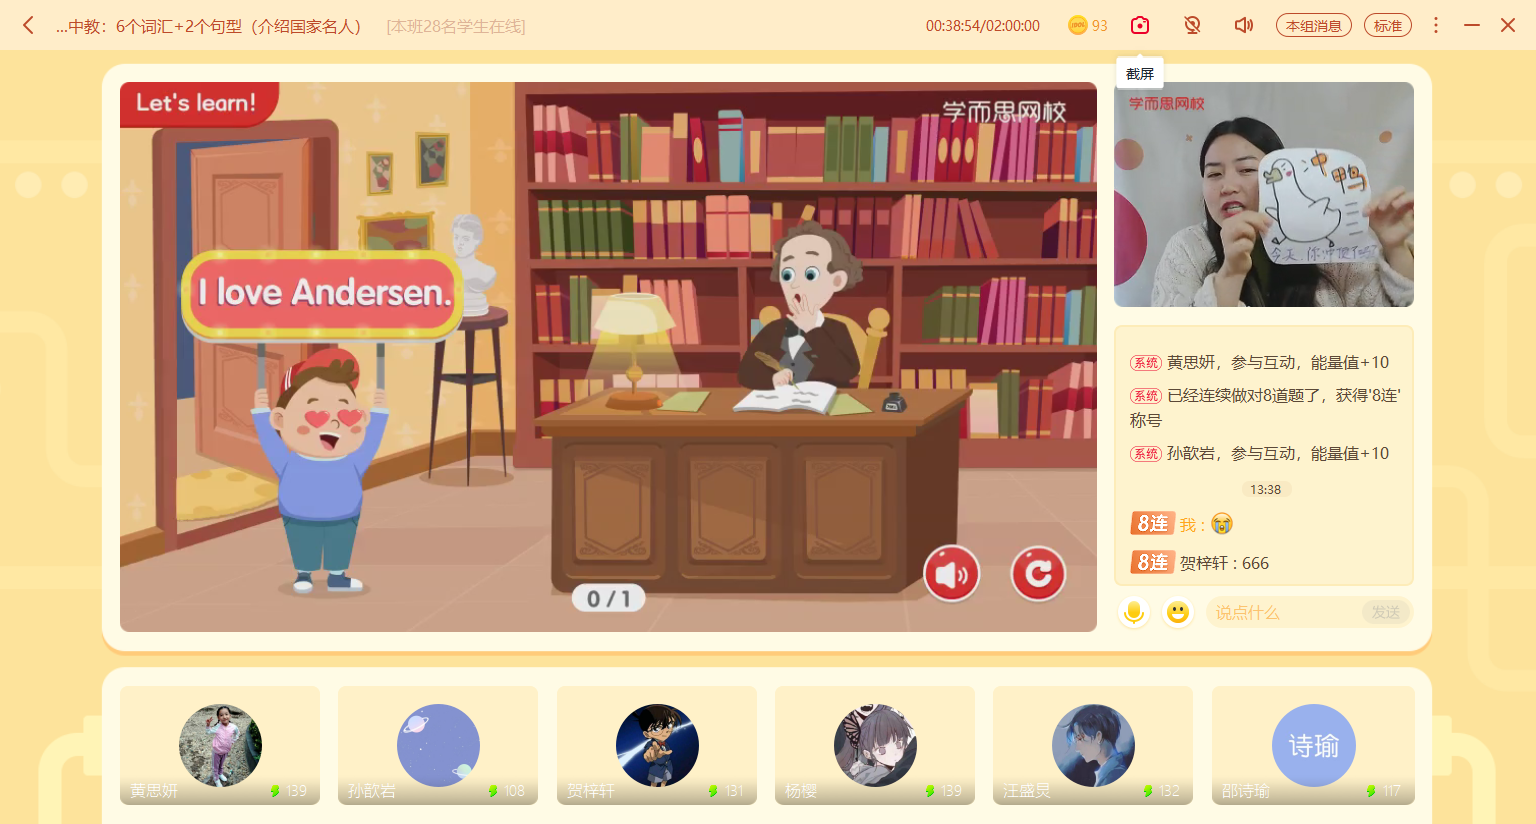 ...中教：6个词汇+2个句型（介绍国家名人）
[本班28名学生在线]
00:38:54/02:00:00
93
本组消息
标准
截屏
Let's learn!
学而思网校
I love Andersen.
0 / 1
学而思网校
中鸭
今天,你冲便了吗?
系统 黄思妍，参与互动，能量值+10
系统 已经连续做对8道题了，获得'8连'
称号
系统 孙歆岩，参与互动，能量值+10
13:38
8连 我：
8连 贺梓轩：666
说点什么
发送
诗瑜
黄思妍 139
孙歆岩 108
贺梓轩 131
杨樱 139
汪盛炅 132
邵诗瑜 117